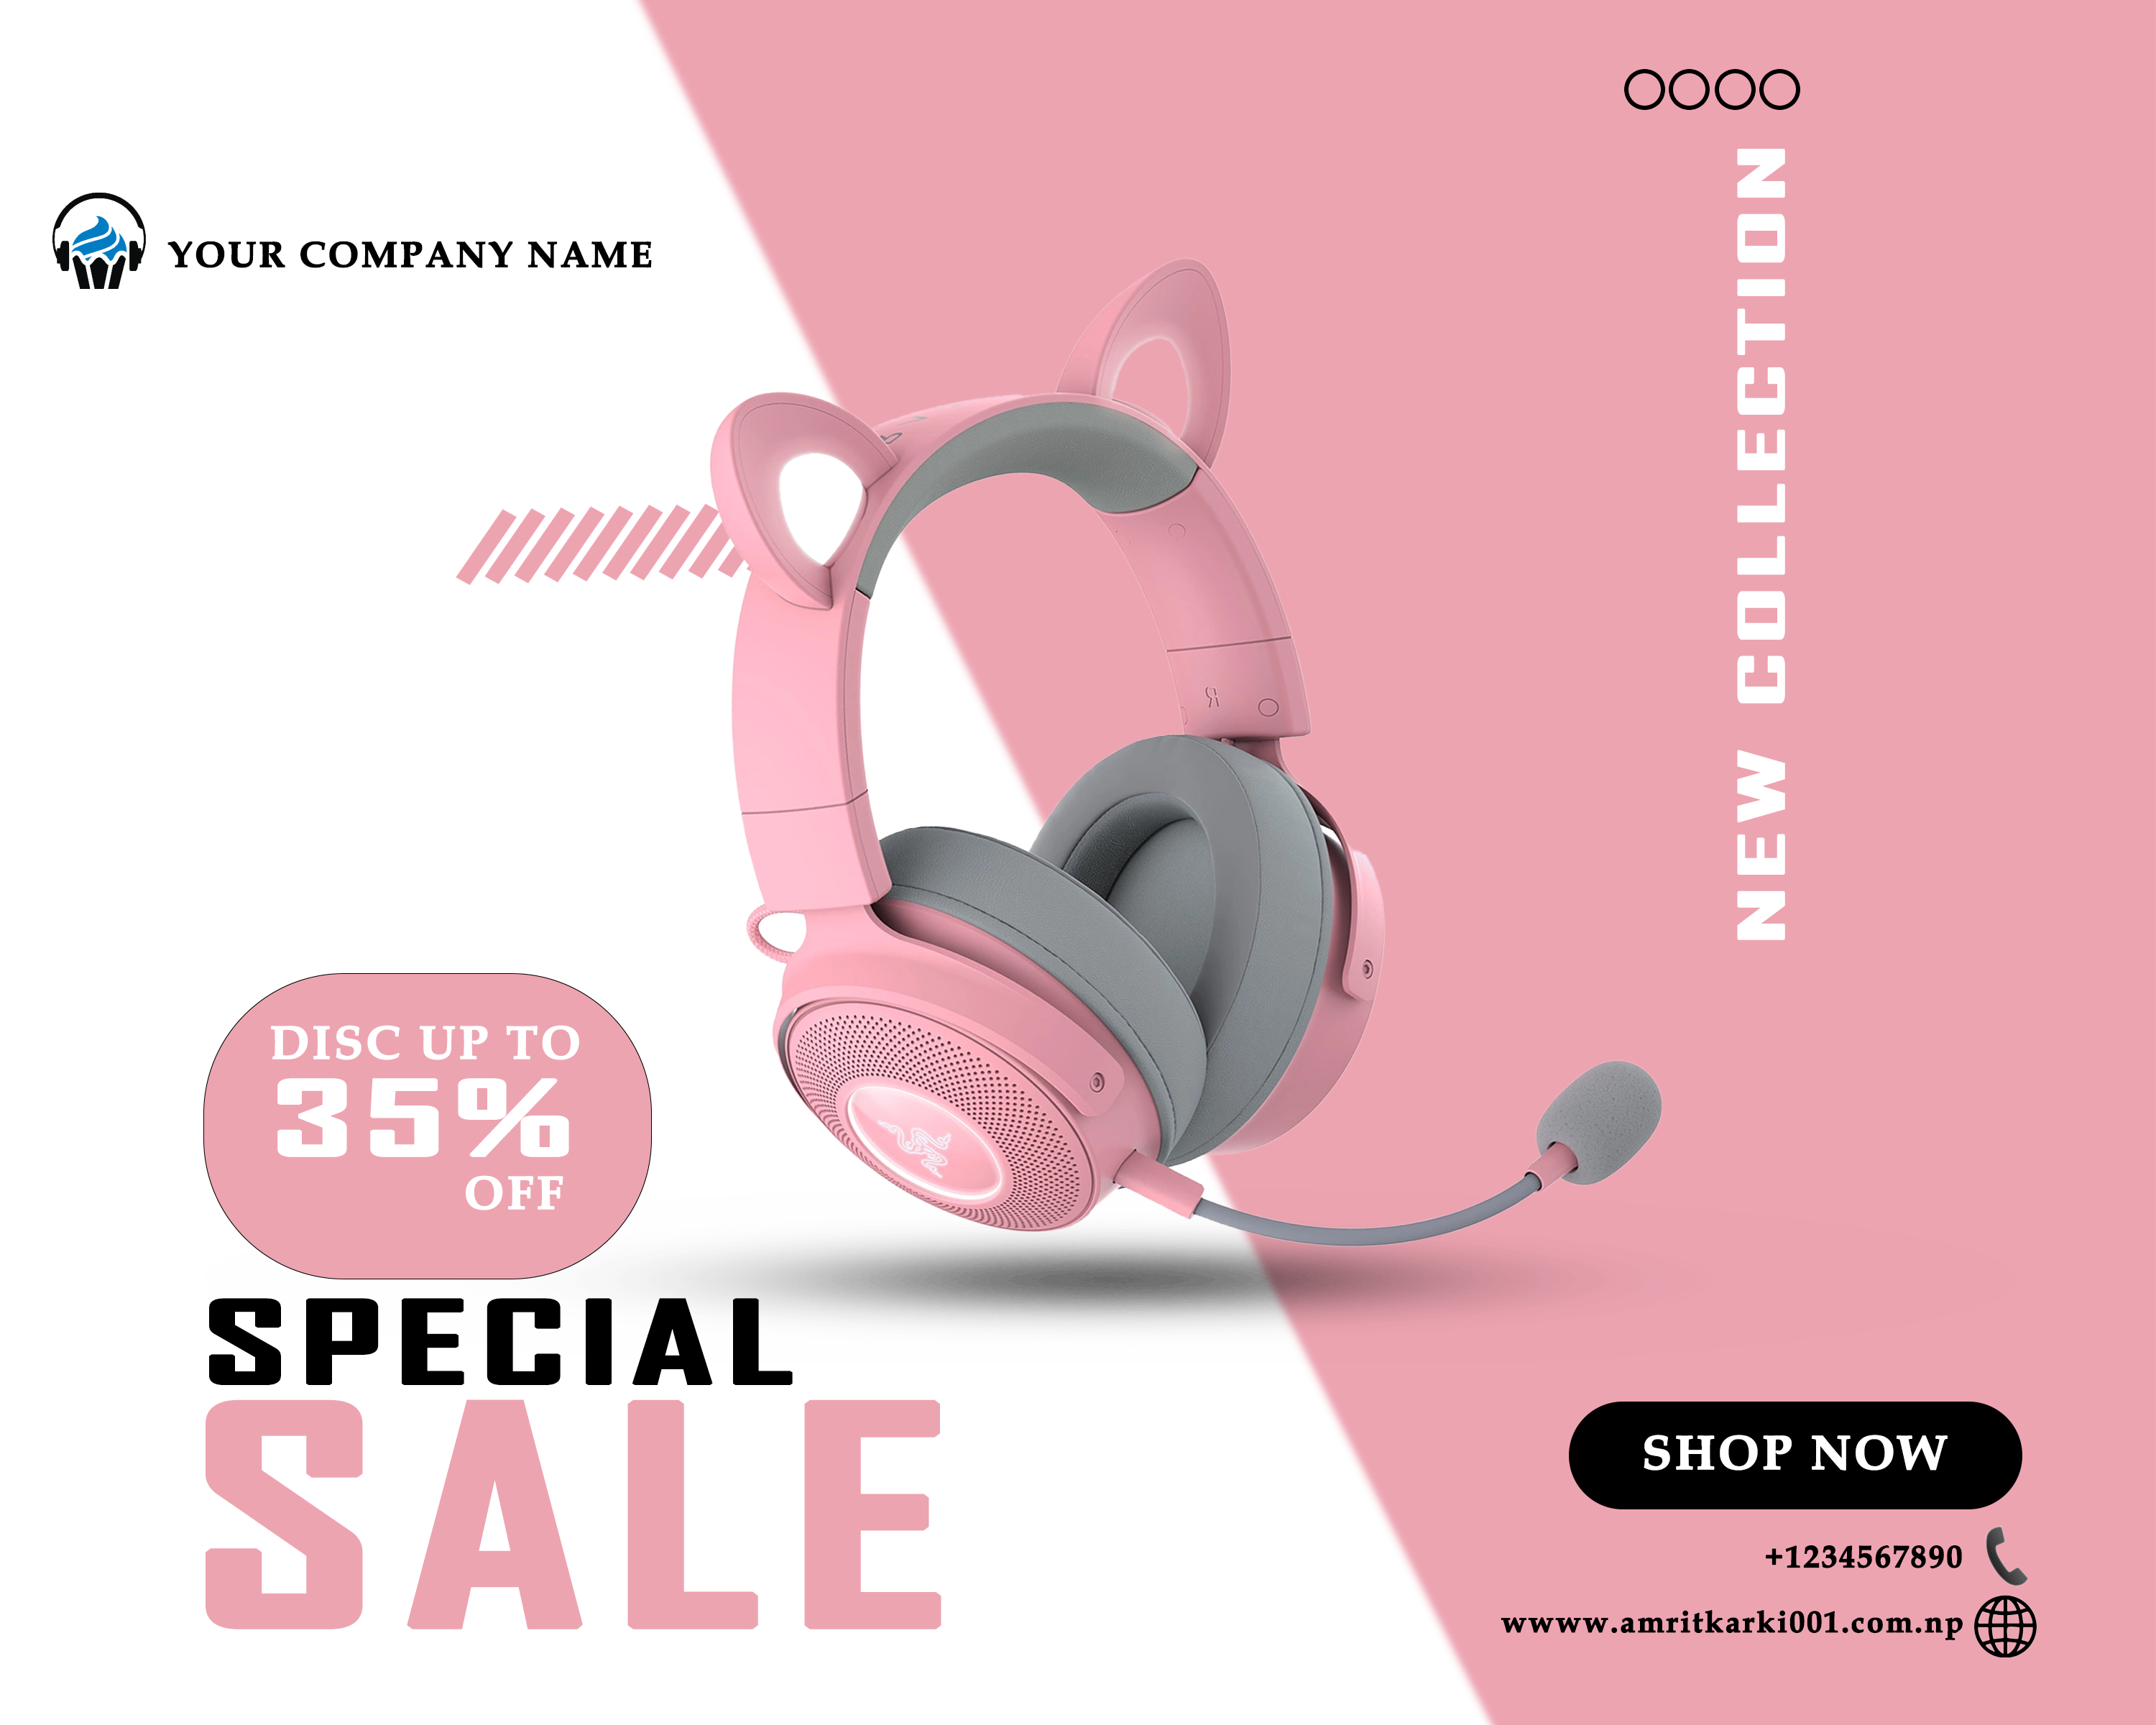 YOUR COMPANY NAME
NEW COLLECTION
R
DISC UP TO
35%
OFF
SPECIAL
SALE
SHOP NOW
+1234567890
wwww.amritkarki001.com.np